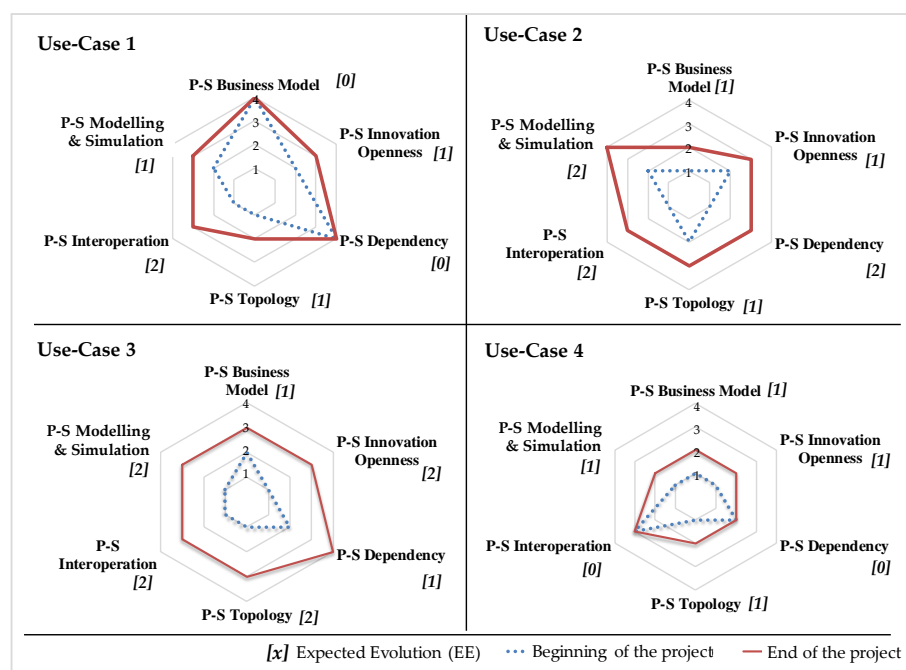 Use-Case 1
P-S Business Model [0]
4
3
2
1
P-S Modelling
& Simulation
[1]
P-S Innovation
Openness [1]
P-S Interoperation
[2]
P-S Dependency
[0]
P-S Topology [1]
Use-Case 2
P-S Business
Model [1]
4
3
2
1
P-S Modelling
& Simulation
[2]
P-S Innovation
Openness [1]
P-S
Interoperation
[2]
P-S Dependency
[2]
P-S Topology [1]
Use-Case 3
P-S Business
Model [1]
4
3
2
1
P-S Modelling
& Simulation
[2]
P-S Innovation
Openness [2]
P-S
Interoperation
[2]
P-S Dependency
[1]
P-S Topology [2]
Use-Case 4
P-S Business Model [1]
4
3
2
1
P-S Modelling
& Simulation
[1]
P-S Innovation
Openness [1]
P-S Interoperation
[0]
P-S Dependency
[0]
P-S Topology [1]
[x] Expected Evolution (EE) Beginning of the project End of the project